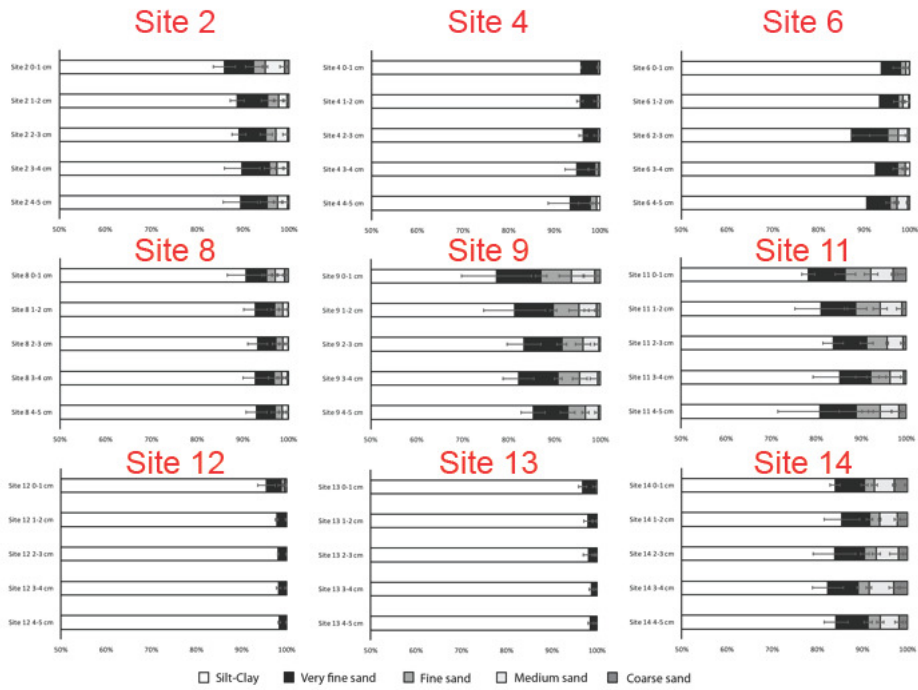 Site 2 Site 4 Site 6
Site 2 0-1 cm Site 4 0-1 cm Site 6 0-1 cm
Site 2 1-2 cm Site 4 1-2 cm Site 6 1-2 cm
Site 2 2-3 cm Site 4 2-3 cm Site 6 2-3 cm
Site 2 3-4 cm Site 4 3-4 cm Site 6 3-4 cm
Site 2 4-5 cm Site 4 4-5 cm Site 6 4-5 cm
50% 60% 70% 80% 90% 100% 50% 60% 70% 80% 90% 100% 50% 60% 70% 80% 90% 100%
Site 8 Site 9 Site 11
Site 8 0-1 cm Site 9 0-1 cm Site 11 0-1 cm
Site 8 1-2 cm Site 9 1-2 cm Site 11 1-2 cm
Site 8 2-3 cm Site 9 2-3 cm Site 11 2-3 cm
Site 8 3-4 cm Site 9 3-4 cm Site 11 3-4 cm
Site 8 4-5 cm Site 9 4-5 cm Site 11 4-5 cm
50% 60% 70% 80% 90% 100% 50% 60% 70% 80% 90% 100% 50% 60% 70% 80% 90% 100%
Site 12 Site 13 Site 14
Site 12 0-1 cm Site 13 0-1 cm Site 14 0-1 cm
Site 12 1-2 cm Site 13 1-2 cm Site 14 1-2 cm
Site 12 2-3 cm Site 13 2-3 cm Site 14 2-3 cm
Site 12 3-4 cm Site 13 3-4 cm Site 14 3-4 cm
Site 12 4-5 cm Site 13 4-5 cm Site 14 4-5 cm
50% 60% 70% 80% 90% 100% 50% 60% 70% 80% 90% 100% 50% 60% 70% 80% 90% 100%
Silt-Clay Very fine sand Fine sand Medium sand Coarse sand